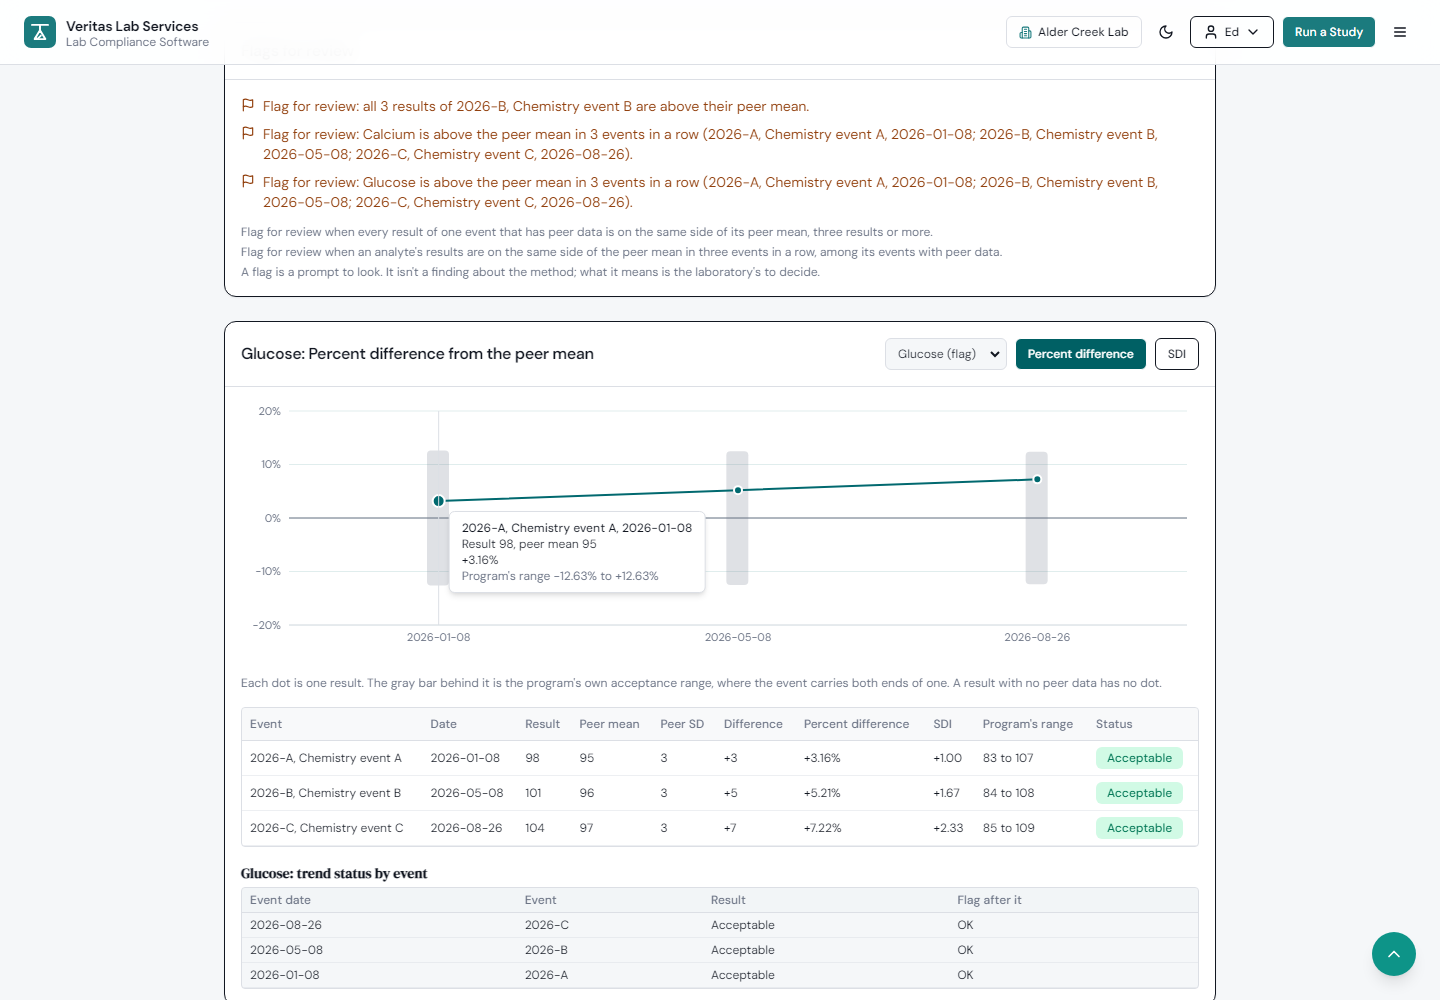 Veritas Lab Services
Lab Compliance Software
Alder Creek Lab
Ed
Run a Study
Flag for review: all 3 results of 2026-B, Chemistry event B are above their peer mean.
Flag for review: Calcium is above the peer mean in 3 events in a row (2026-A, Chemistry event A, 2026-01-08; 2026-B, Chemistry event B,
2026-05-08; 2026-C, Chemistry event C, 2026-08-26).
Flag for review: Glucose is above the peer mean in 3 events in a row (2026-A, Chemistry event A, 2026-01-08; 2026-B, Chemistry event B,
2026-05-08; 2026-C, Chemistry event C, 2026-08-26).
Flag for review when every result of one event that has peer data is on the same side of its peer mean, three results or more.
Flag for review when an analyte's results are on the same side of the peer mean in three events in a row, among its events with peer data.
A flag is a prompt to look. It isn't a finding about the method; what it means is the laboratory's to decide.
Glucose: Percent difference from the peer mean
Glucose (flag)
Percent difference
SDI
20%
10%
0%
-10%
-20%
2026-A, Chemistry event A, 2026-01-08
Result 98, peer mean 95
+3.16%
Program's range -12.63% to +12.63%
2026-01-08
2026-05-08
2026-08-26
Each dot is one result. The gray bar behind it is the program's own acceptance range, where the event carries both ends of one. A result with no peer data has no dot.
Event Date Result Peer mean Peer SD Difference Percent difference SDI Program's range Status
2026-A, Chemistry event A 2026-01-08 98 95 3 +3 +3.16% +1.00 83 to 107 Acceptable
2026-B, Chemistry event B 2026-05-08 101 96 3 +5 +5.21% +1.67 84 to 108 Acceptable
2026-C, Chemistry event C 2026-08-26 104 97 3 +7 +7.22% +2.33 85 to 109 Acceptable
Glucose: trend status by event
Event date Event Result Flag after it
2026-08-26 2026-C Acceptable OK
2026-05-08 2026-B Acceptable OK
2026-01-08 2026-A Acceptable OK